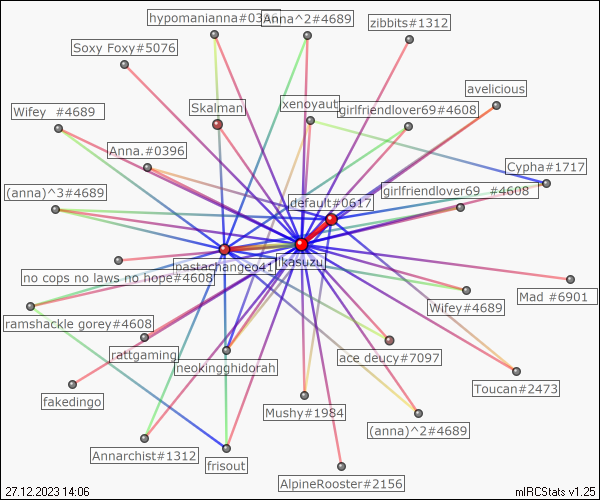 hypomanianna#0396
Anna^2#4689
zibbits#1312
Soxy Foxy#5076
avelicious
Skalman
xenoyaut
girlfriendlover69#4608
Wifey  #4689
Anna.#0396
Cypha#1717
(anna)^3#4689
girlfriendlover69  #4608
default#0617
ikasuzu
no cops no laws no hope#4608
Mad #6901
Wifey#4689
ramshackle gorey#4608
rattgaming
neokingghidorah
ace deucy#7097
Toucan#2473
fakedingo
Mushy#1984
(anna)^2#4689
Annarchist#1312
frisout
AlpineRooster#2156
27.12.2023 14:06
mIRCStats v1.25